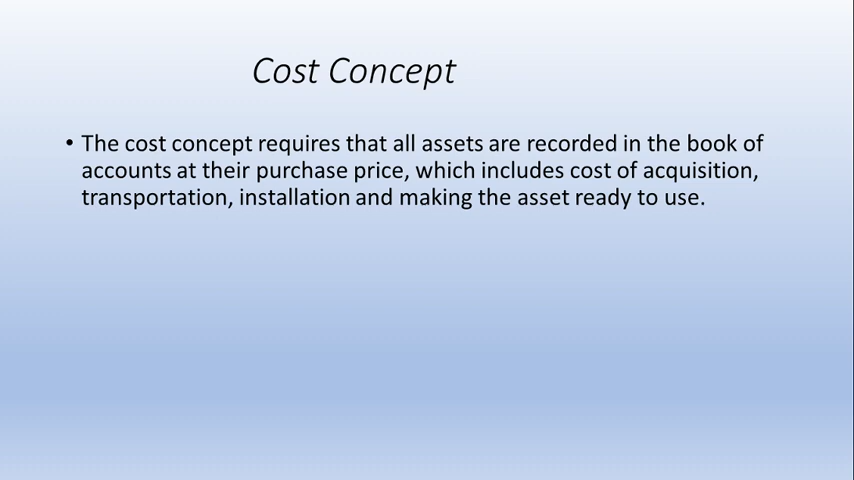 Cost Concept
• The cost concept requires that all assets are recorded in the book of
accounts at their purchase price, which includes cost of acquisition,
transportation, installation and making the asset ready to use.